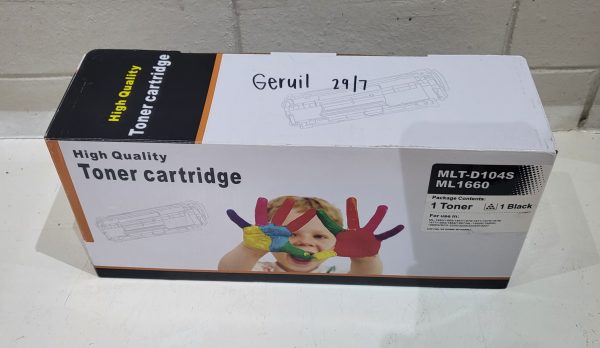 High Quality
Toner cartridge
Geruil 29/7
High Quality
Toner cartridge
MLT-D104S
ML1660
Package Contents:
1 Toner 1 Black
For use in: